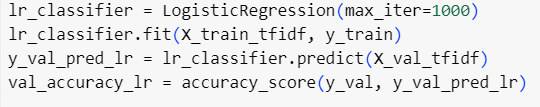 lr_classifier = LogisticRegression(max_iter=1000)
lr_classifier.fit(X_train_tfidf, y_train)
y_val_pred_lr = lr_classifier.predict(X_val_tfidf)
val_accuracy_lr = accuracy_score(y_val, y_val_pred_lr)